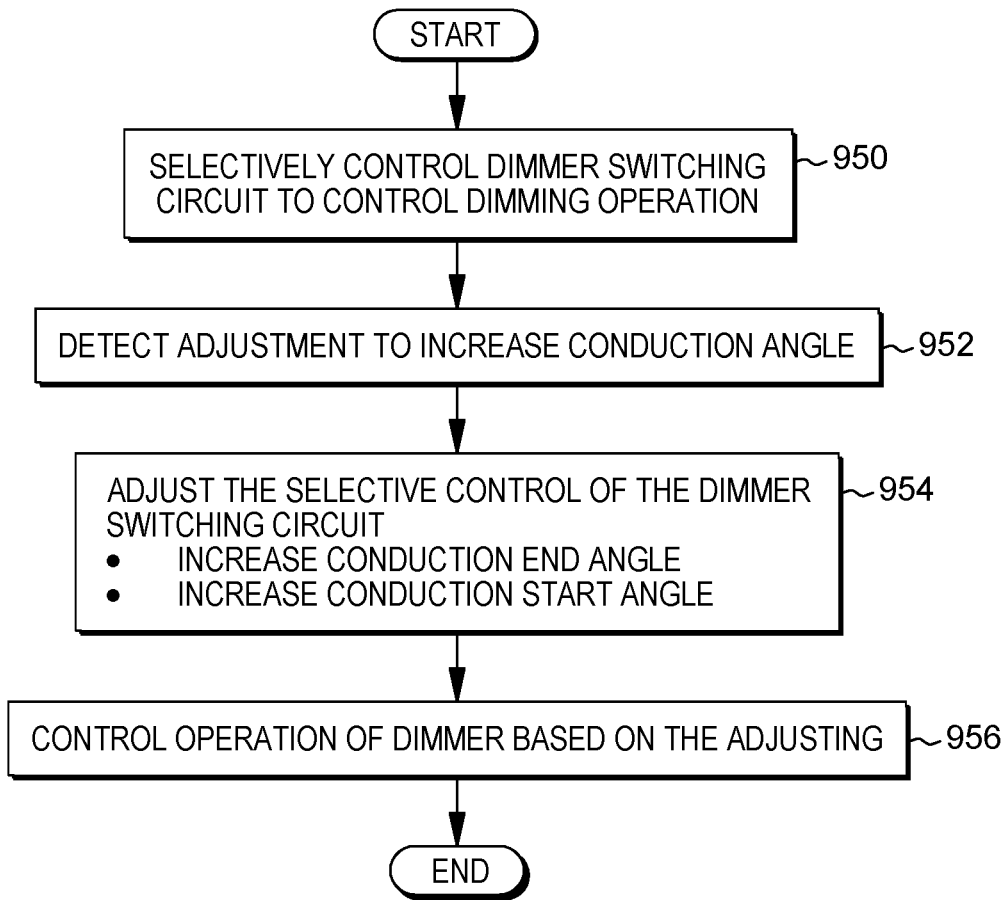 START
SELECTIVELY CONTROL DIMMER SWITCHING
CIRCUIT TO CONTROL DIMMING OPERATION
950
DETECT ADJUSTMENT TO INCREASE CONDUCTION ANGLE
952
ADJUST THE SELECTIVE CONTROL OF THE DIMMER
SWITCHING CIRCUIT
• INCREASE CONDUCTION END ANGLE
• INCREASE CONDUCTION START ANGLE
954
CONTROL OPERATION OF DIMMER BASED ON THE ADJUSTING
956
END